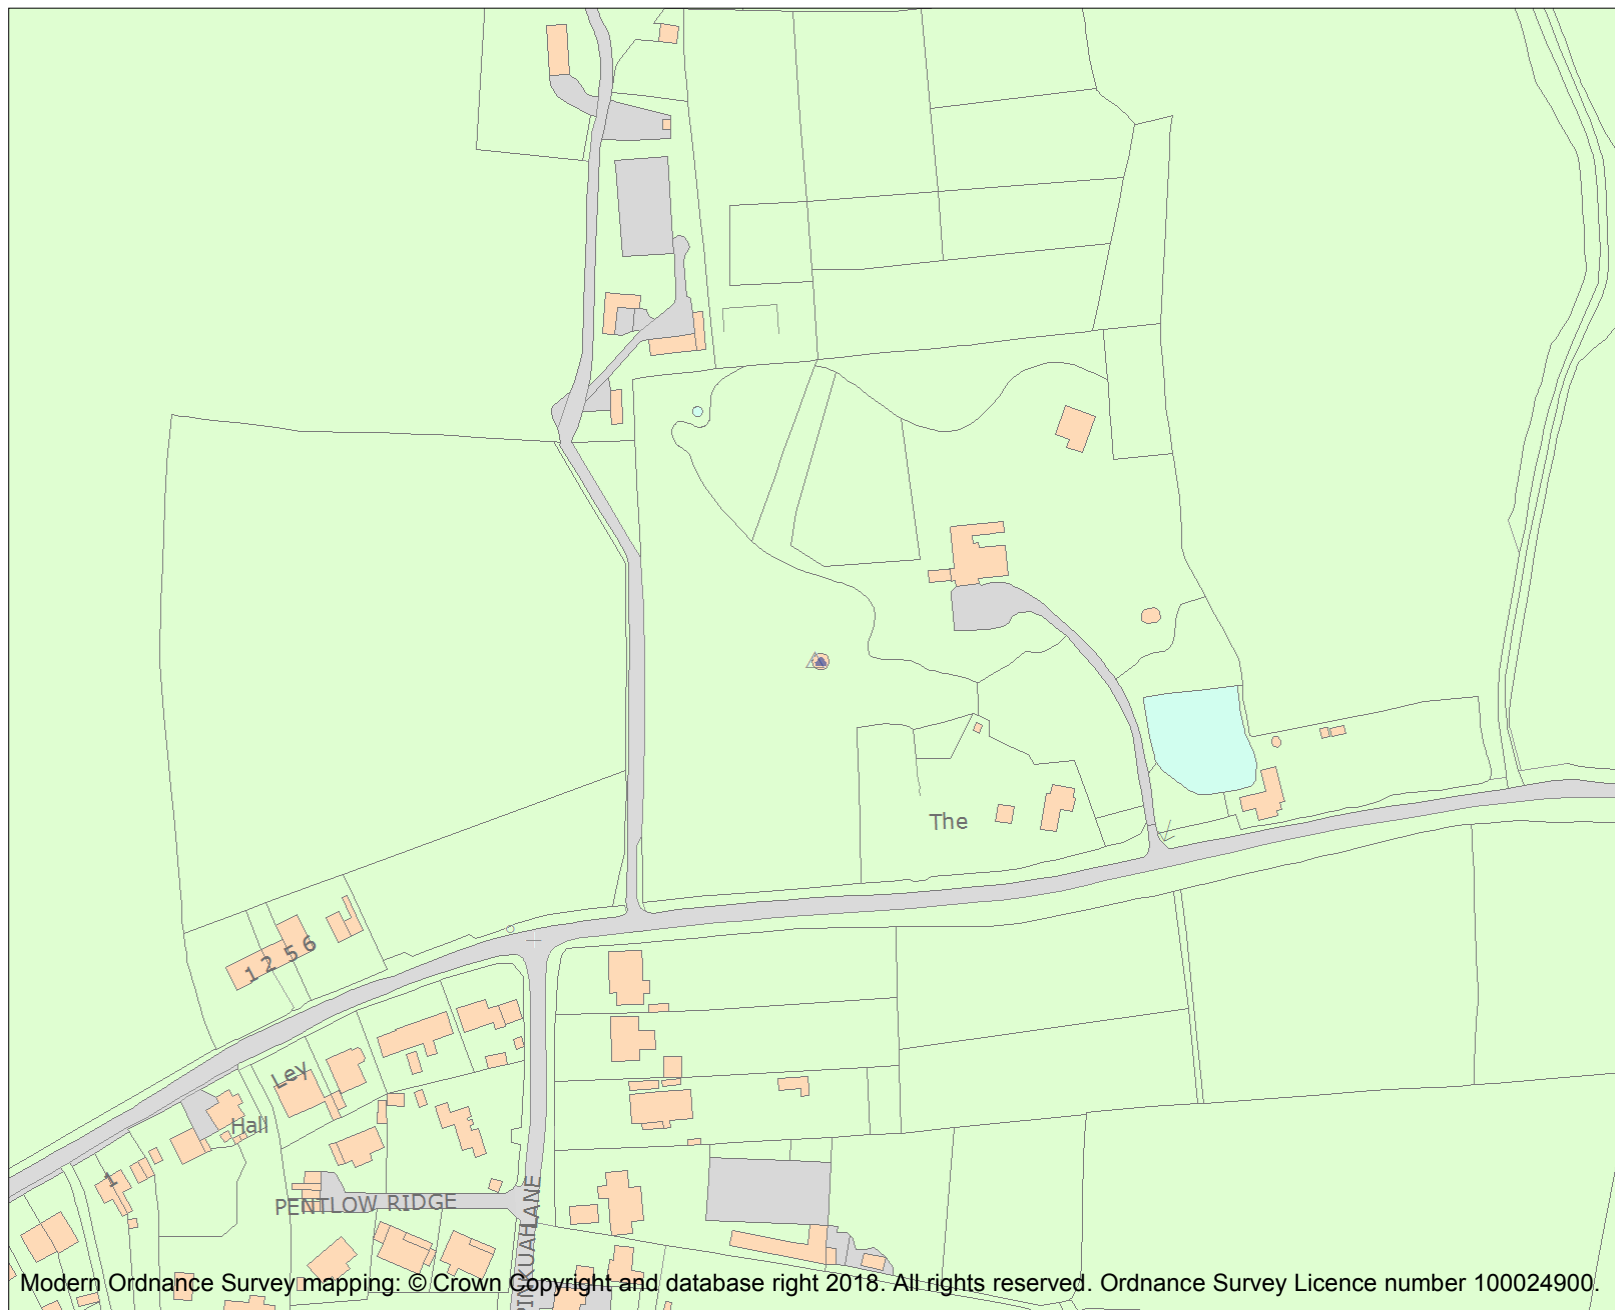 The
1 2 5 6
Ley
Hall
1
PENTLOW RIDGE
PINKUAH LANE
Modern Ordnance Survey mapping: © Crown Copyright and database right 2018. All rights reserved. Ordnance Survey Licence number 100024900.